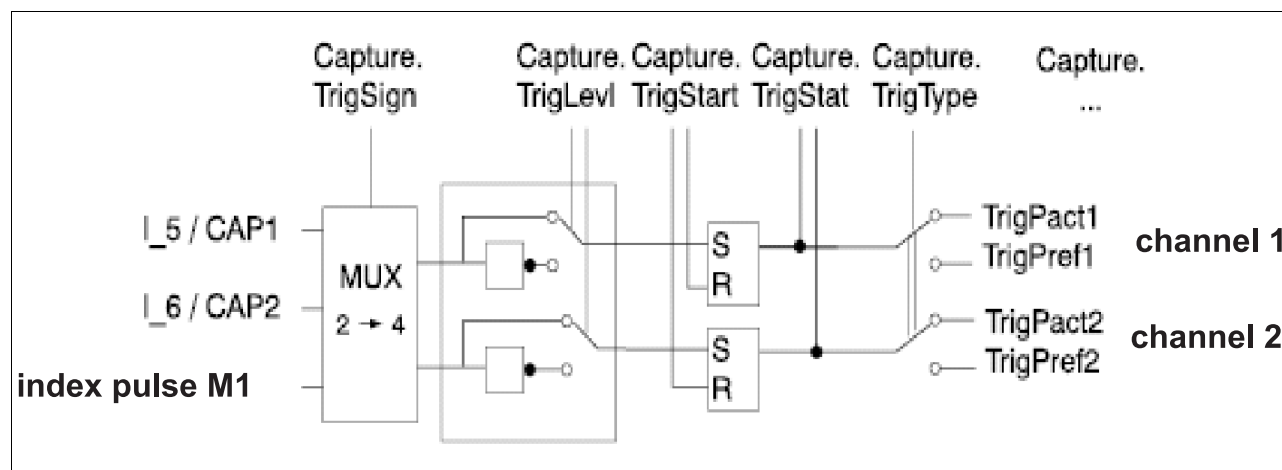 Capture. TrigSign
Capture. TrigLevl
Capture. TrigStart
Capture. TrigStat
Capture. TrigType
Capture. ...
I_5 / CAP1
I_6 / CAP2
index pulse M1
MUX
2 → 4
S
R
S
R
TrigPact1
TrigPref1
channel 1
TrigPact2
TrigPref2
channel 2